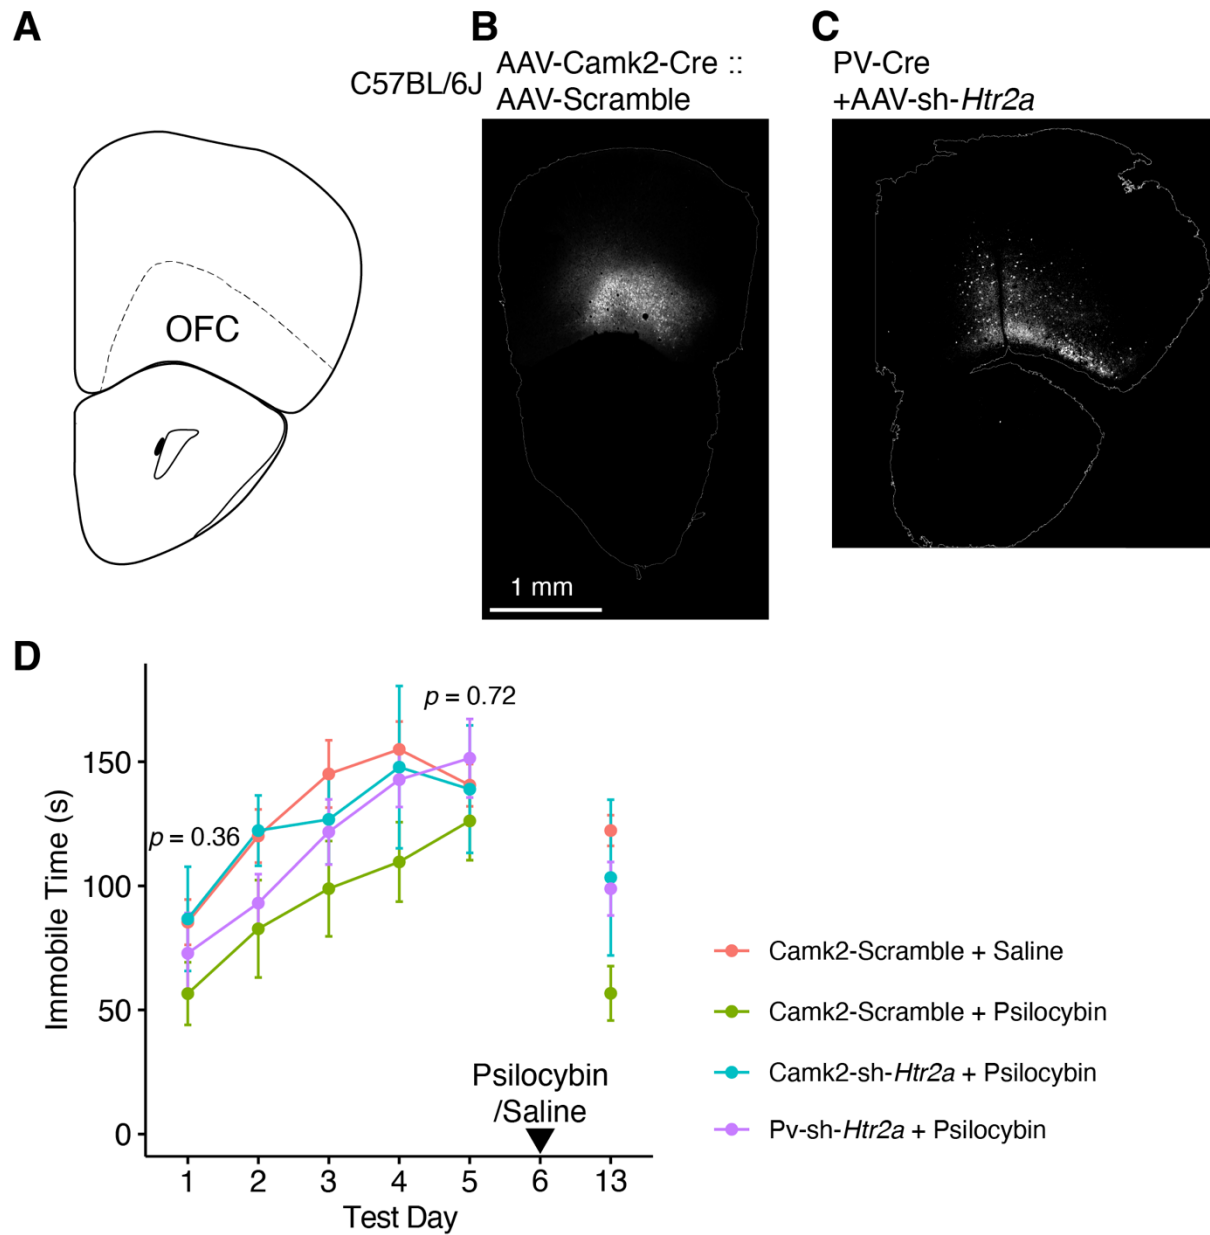 A
B
C
C57BL/6J
AAV-Camk2-Cre ::
AAV-Scramble
PV-Cre
+AAV-sh-Htr2a
OFC
1 mm
D
p = 0.36
p = 0.72
Immobile Time (s)
150
100
50
0
Psilocybin
/Saline
1 2 3 4 5 6 13
Test Day
Camk2-Scramble + Saline
Camk2-Scramble + Psilocybin
Camk2-sh-Htr2a + Psilocybin
Pv-sh-Htr2a + Psilocybin